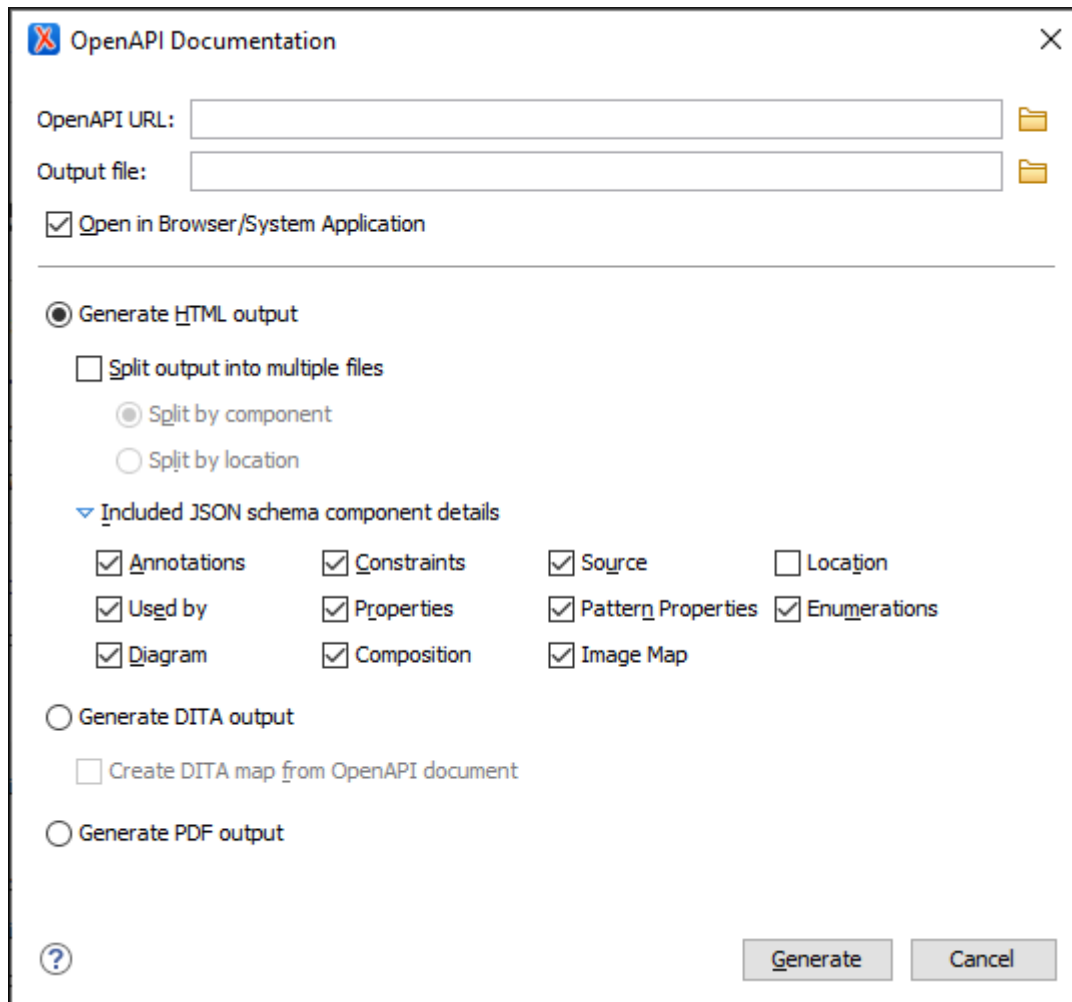 OpenAPI Documentation
OpenAPI URL:
Output file:
Open in Browser/System Application
Generate HTML output
Split output into multiple files
Split by component
Split by location
Included JSON schema component details
Annotations Constraints Source Location
Used by Properties Pattern Properties Enumerations
Diagram Composition Image Map
Generate DITA output
Create DITA map from OpenAPI document
Generate PDF output
? Generate Cancel